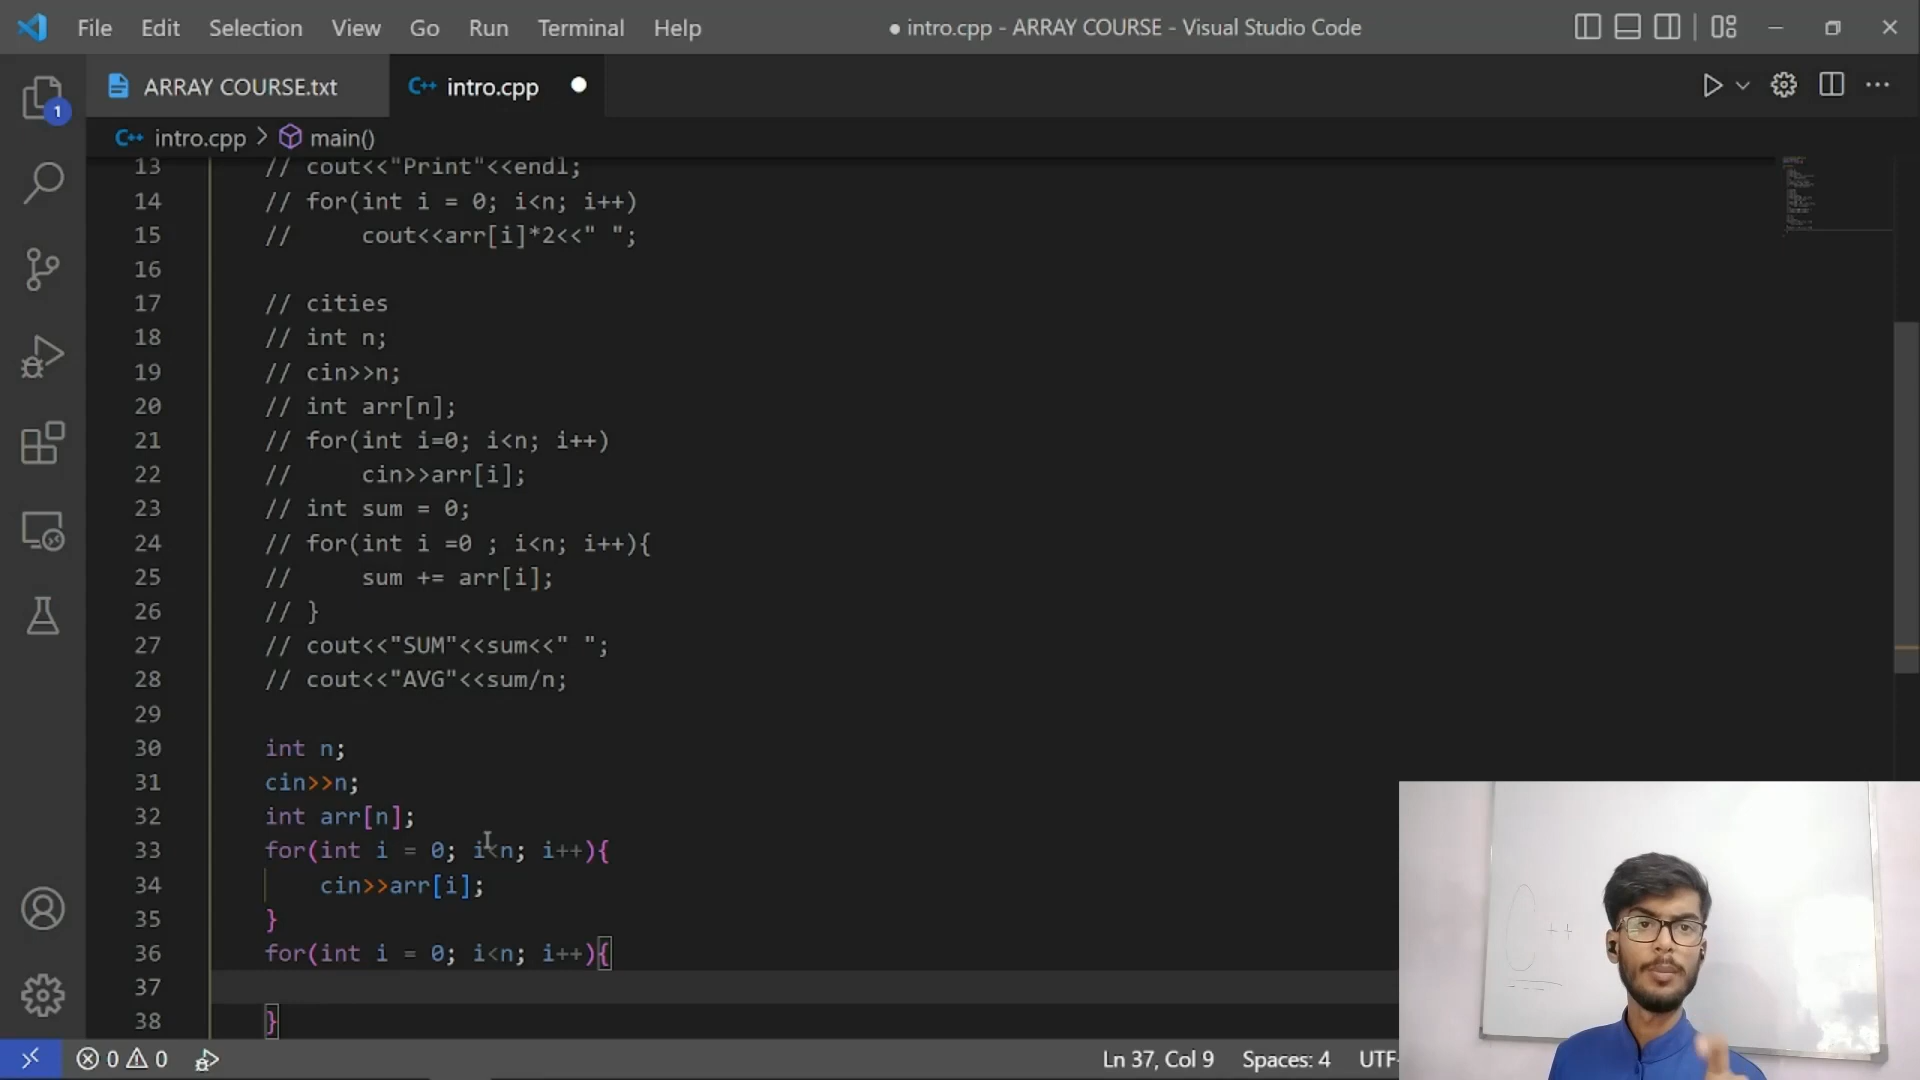 File Edit Selection View Go Run Terminal Help
● intro.cpp - ARRAY COURSE - Visual Studio Code
ARRAY COURSE.txt
C++ intro.cpp
1
C++ intro.cpp > main()
13 // cout<<"Print"<<endl;
14 // for(int i = 0; i<n; i++)
15 //     cout<<arr[i]*2<<" ";
16
17 // cities
18 // int n;
19 // cin>>n;
20 // int arr[n];
21 // for(int i=0; i<n; i++)
22 //     cin>>arr[i];
23 // int sum = 0;
24 // for(int i =0 ; i<n; i++){
25 //     sum += arr[i];
26 // }
27 // cout<<"SUM"<<sum<<" ";
28 // cout<<"AVG"<<sum/n;
29
30 int n;
31 cin>>n;
32 int arr[n];
33 for(int i = 0; i<n; i++){
34     cin>>arr[i];
35 }
36 for(int i = 0; i<n; i++){
37
38 }
C++
0 0
Ln 37, Col 9 Spaces: 4 UTF-